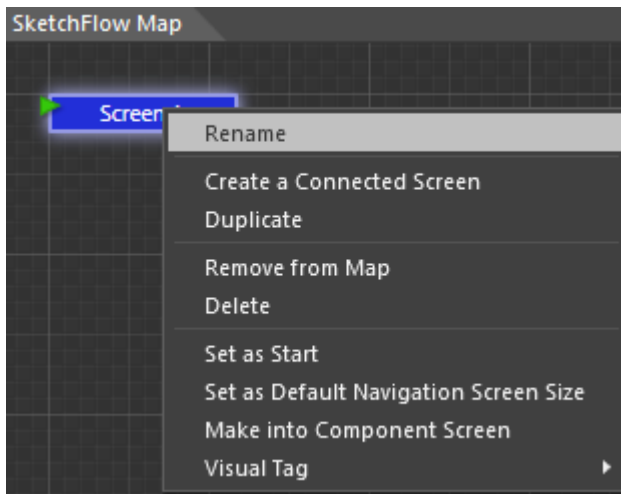 SketchFlow Map
Screen
Rename
Create a Connected Screen
Duplicate
Remove from Map
Delete
Set as Start
Set as Default Navigation Screen Size
Make into Component Screen
Visual Tag